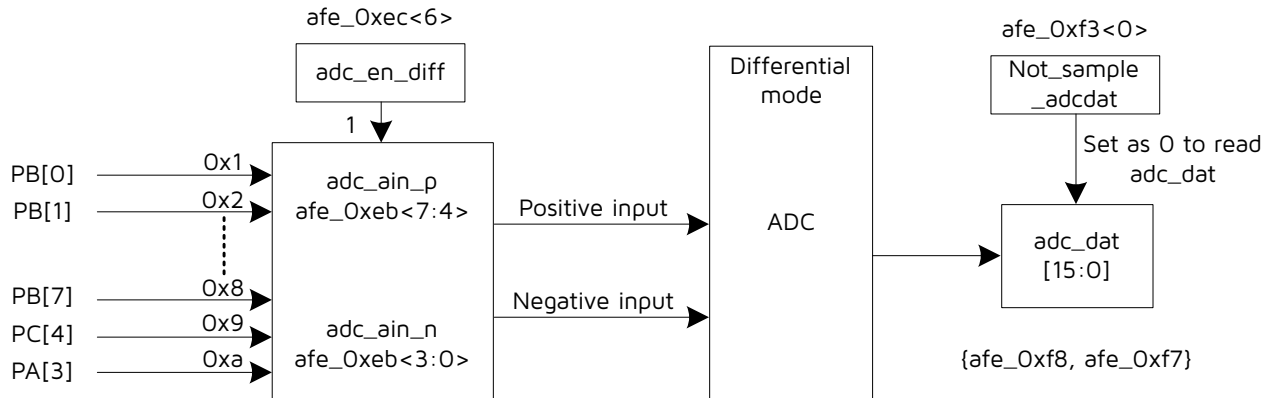 afe_0xec<6>
adc_en_diff
1
PB[0]
0x1
PB[1]
0x2
PB[7]
0x8
PC[4]
0x9
PA[3]
0xa
adc_ain_p
afe_0xeb<7:4>
adc_ain_n
afe_0xeb<3:0>
Positive input
Negative input
Differential
mode
ADC
afe_0xf3<0>
Not_sample
_adcdat
Set as 0 to read
adc_dat
adc_dat
[15:0]
{afe_0xf8, afe_0xf7}